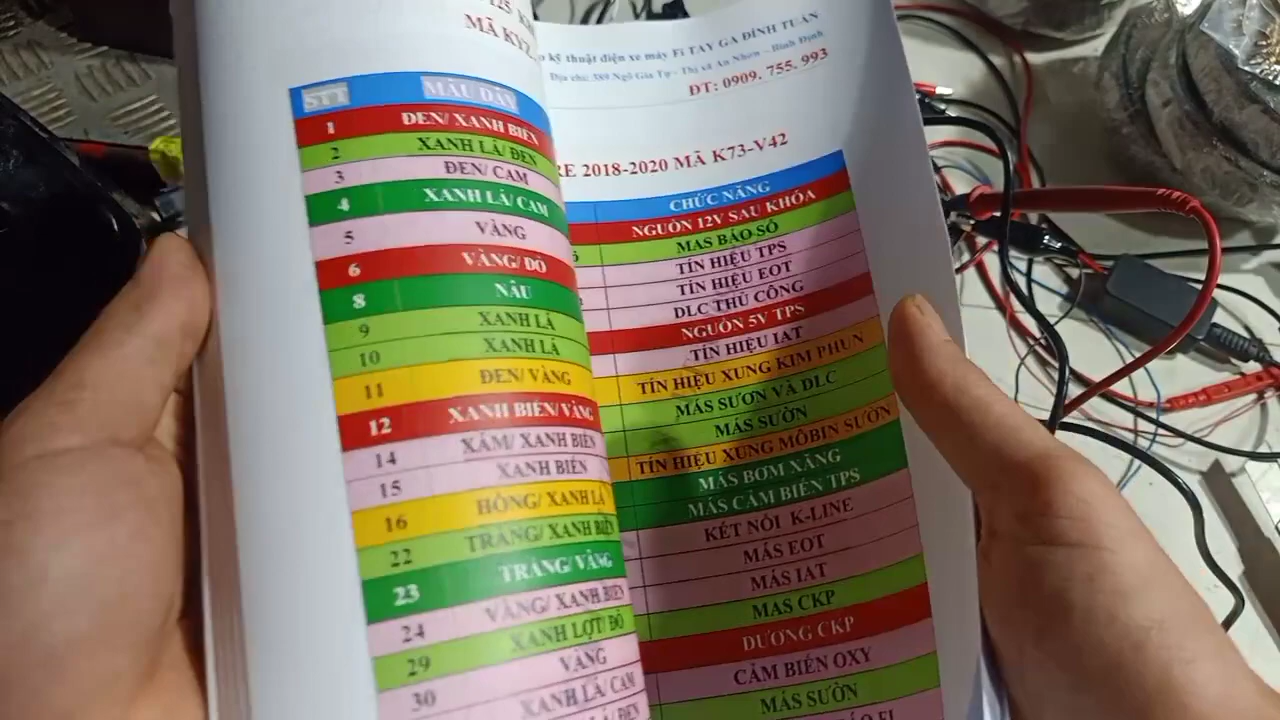 125
MÃ KYZ
STT MÀU DÂY
1 ĐEN/ XANH BIỂN
2 XANH LÁ/ ĐEN
3 ĐEN/ CAM
4 XANH LÁ/ CAM
5 VÀNG
6 VÀNG/ ĐỎ
8 NÂU
9 XANH LÁ
10 XANH LÁ
11 ĐEN/ VÀNG
12 XANH BIỂN/ VÀNG
14 XÁM/ XANH BIỂN
15 XANH BIỂN
16 HỒNG/ XANH LÁ
22 TRẮNG/ XANH BIỂN
23 TRẮNG/ VÀNG
24 VÀNG/ XANH BIỂN
29 XANH LỢT/ ĐỎ
30 VÀNG
XANH LÁ/ CAM
kỹ thuật điện xe máy Fi TAY GA ĐÌNH TUẤN
Địa chỉ: 389 Ngô Gia Tự - Thị xã An Nhơn - Bình Định
ĐT: 0909. 755. 993
RE 2018-2020 MÃ K73-V42
CHỨC NĂNG
NGUỒN 12V SAU KHÓA
MAS BÁO SỐ
TÍN HIỆU TPS
TÍN HIỆU EOT
DLC THỦ CÔNG
NGUỒN 5V TPS
TÍN HIỆU IAT
TÍN HIỆU XUNG KIM PHUN
MÁS SƯƠN VÀ DLC
MÁS SƯỜN
TÍN HIỆU XUNG MÔBIN SƯỜN
MÁS BƠM XĂNG
MÁS CẢM BIẾN TPS
KẾT NỐI K-LINE
MÁS EOT
MÁS IAT
MAS CKP
DƯƠNG CKP
CẢM BIẾN OXY
MÁS SƯỜN